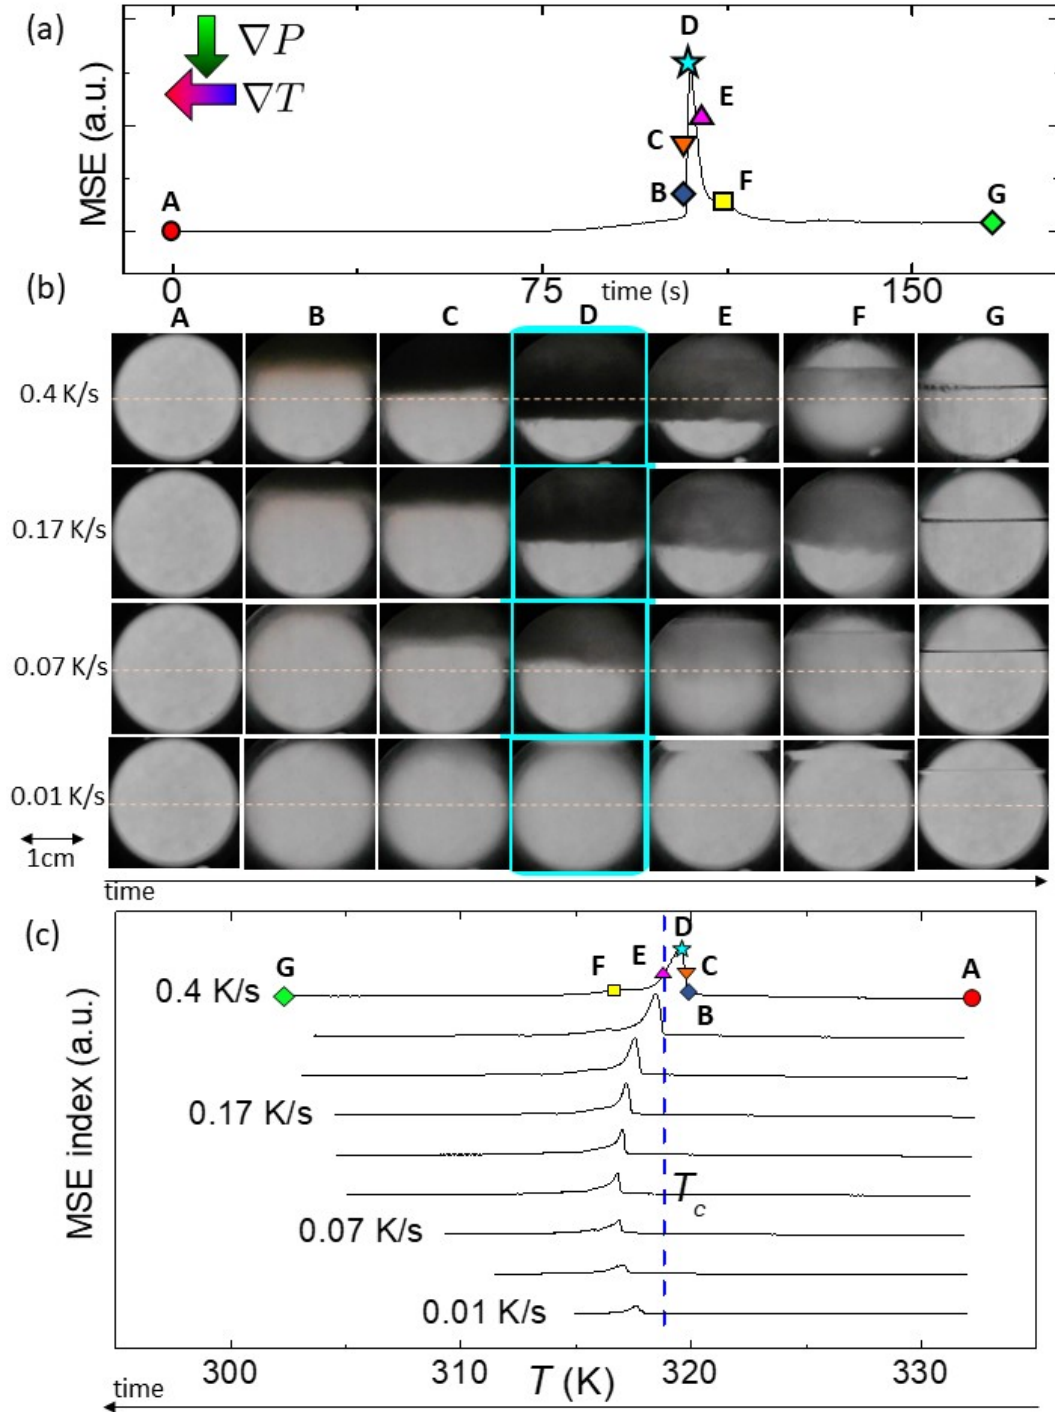 (a)
∇P
∇T
MSE (a.u.)
A
B
C
D
E
F
G
0 75 time (s) 150
(b)
A B C D E F G
0.4 K/s
0.17 K/s
0.07 K/s
0.01 K/s
1cm
time
(c)
MSE index (a.u.)
G F E D C B A
0.4 K/s
0.17 K/s
T_c
0.07 K/s
0.01 K/s
300 310 320 330
T (K)
time